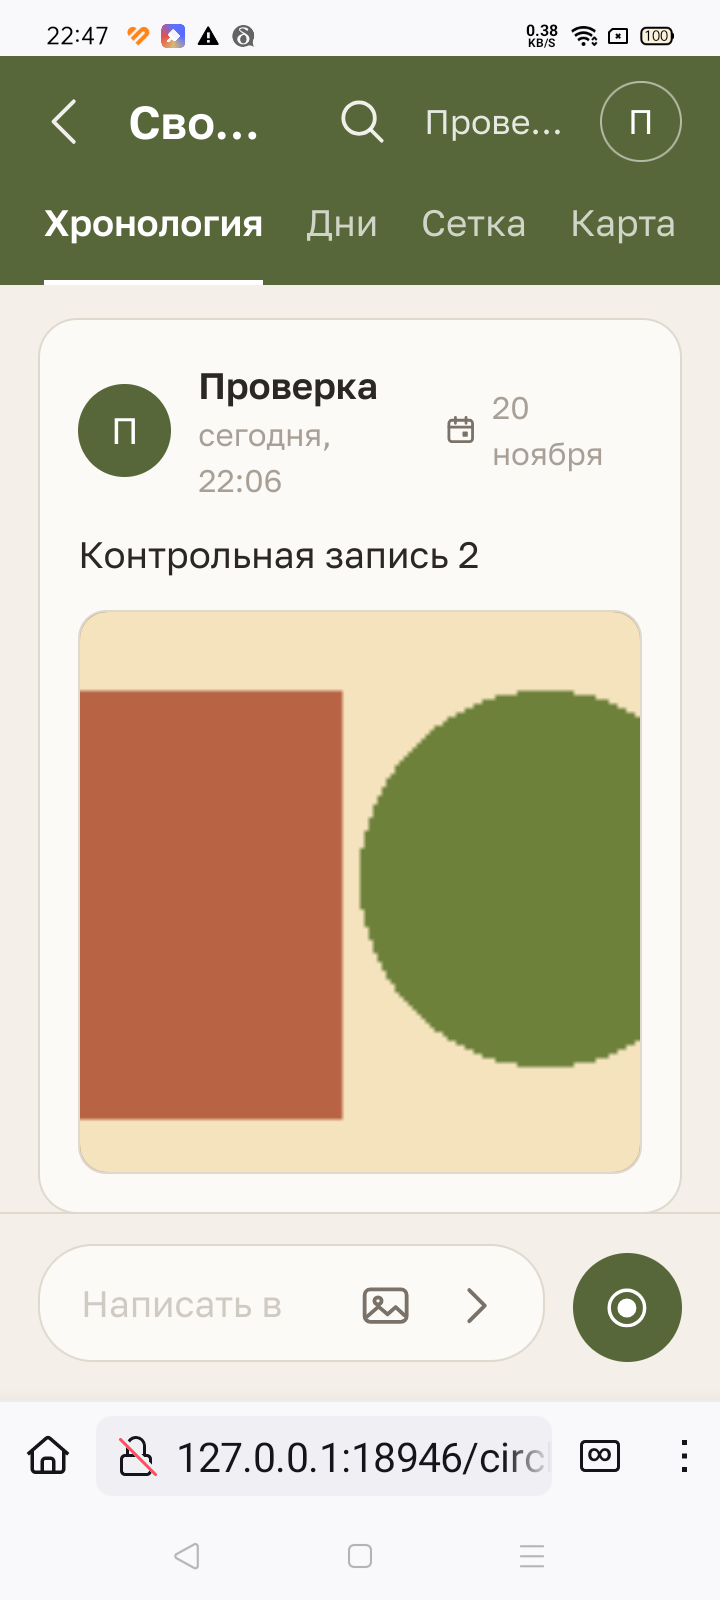 22:47
0.38
KB/S
100
Сво...
Прове...
П
Хронология
Дни
Сетка
Карта
П
Проверка
сегодня,
22:06
20
ноября
Контрольная запись 2
Написать в
127.0.0.1:18946/circ